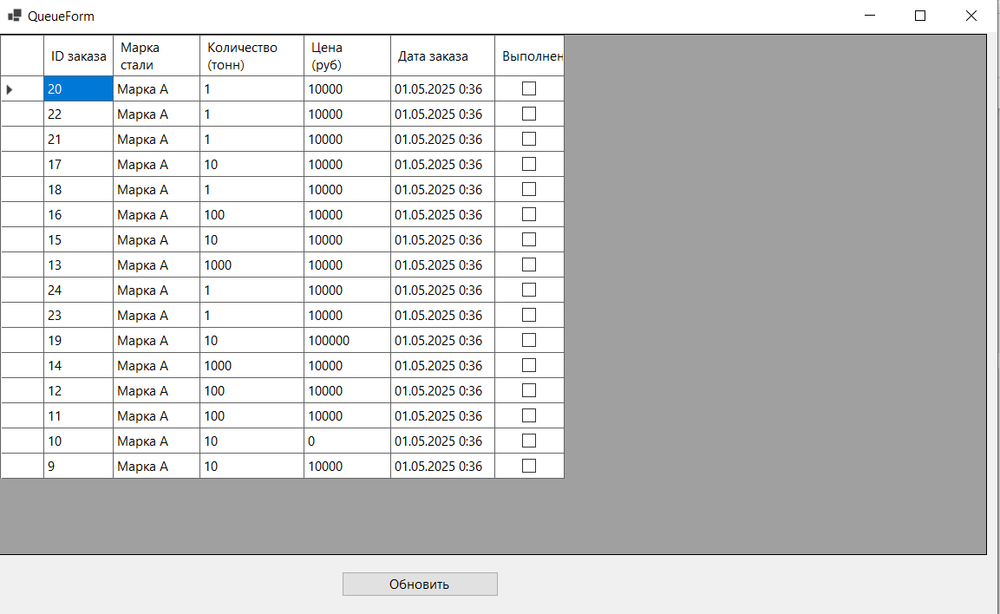 QueueForm
ID заказа Марка стали Количество (тонн) Цена (руб) Дата заказа Выполнен
20 Марка А 1 10000 01.05.2025 0:36
22 Марка А 1 10000 01.05.2025 0:36
21 Марка А 1 10000 01.05.2025 0:36
17 Марка А 10 10000 01.05.2025 0:36
18 Марка А 1 10000 01.05.2025 0:36
16 Марка А 100 10000 01.05.2025 0:36
15 Марка А 10 10000 01.05.2025 0:36
13 Марка А 1000 10000 01.05.2025 0:36
24 Марка А 1 10000 01.05.2025 0:36
23 Марка А 1 10000 01.05.2025 0:36
19 Марка А 10 100000 01.05.2025 0:36
14 Марка А 1000 10000 01.05.2025 0:36
12 Марка А 100 10000 01.05.2025 0:36
11 Марка А 100 10000 01.05.2025 0:36
10 Марка А 10 0 01.05.2025 0:36
9 Марка А 10 10000 01.05.2025 0:36
Обновить